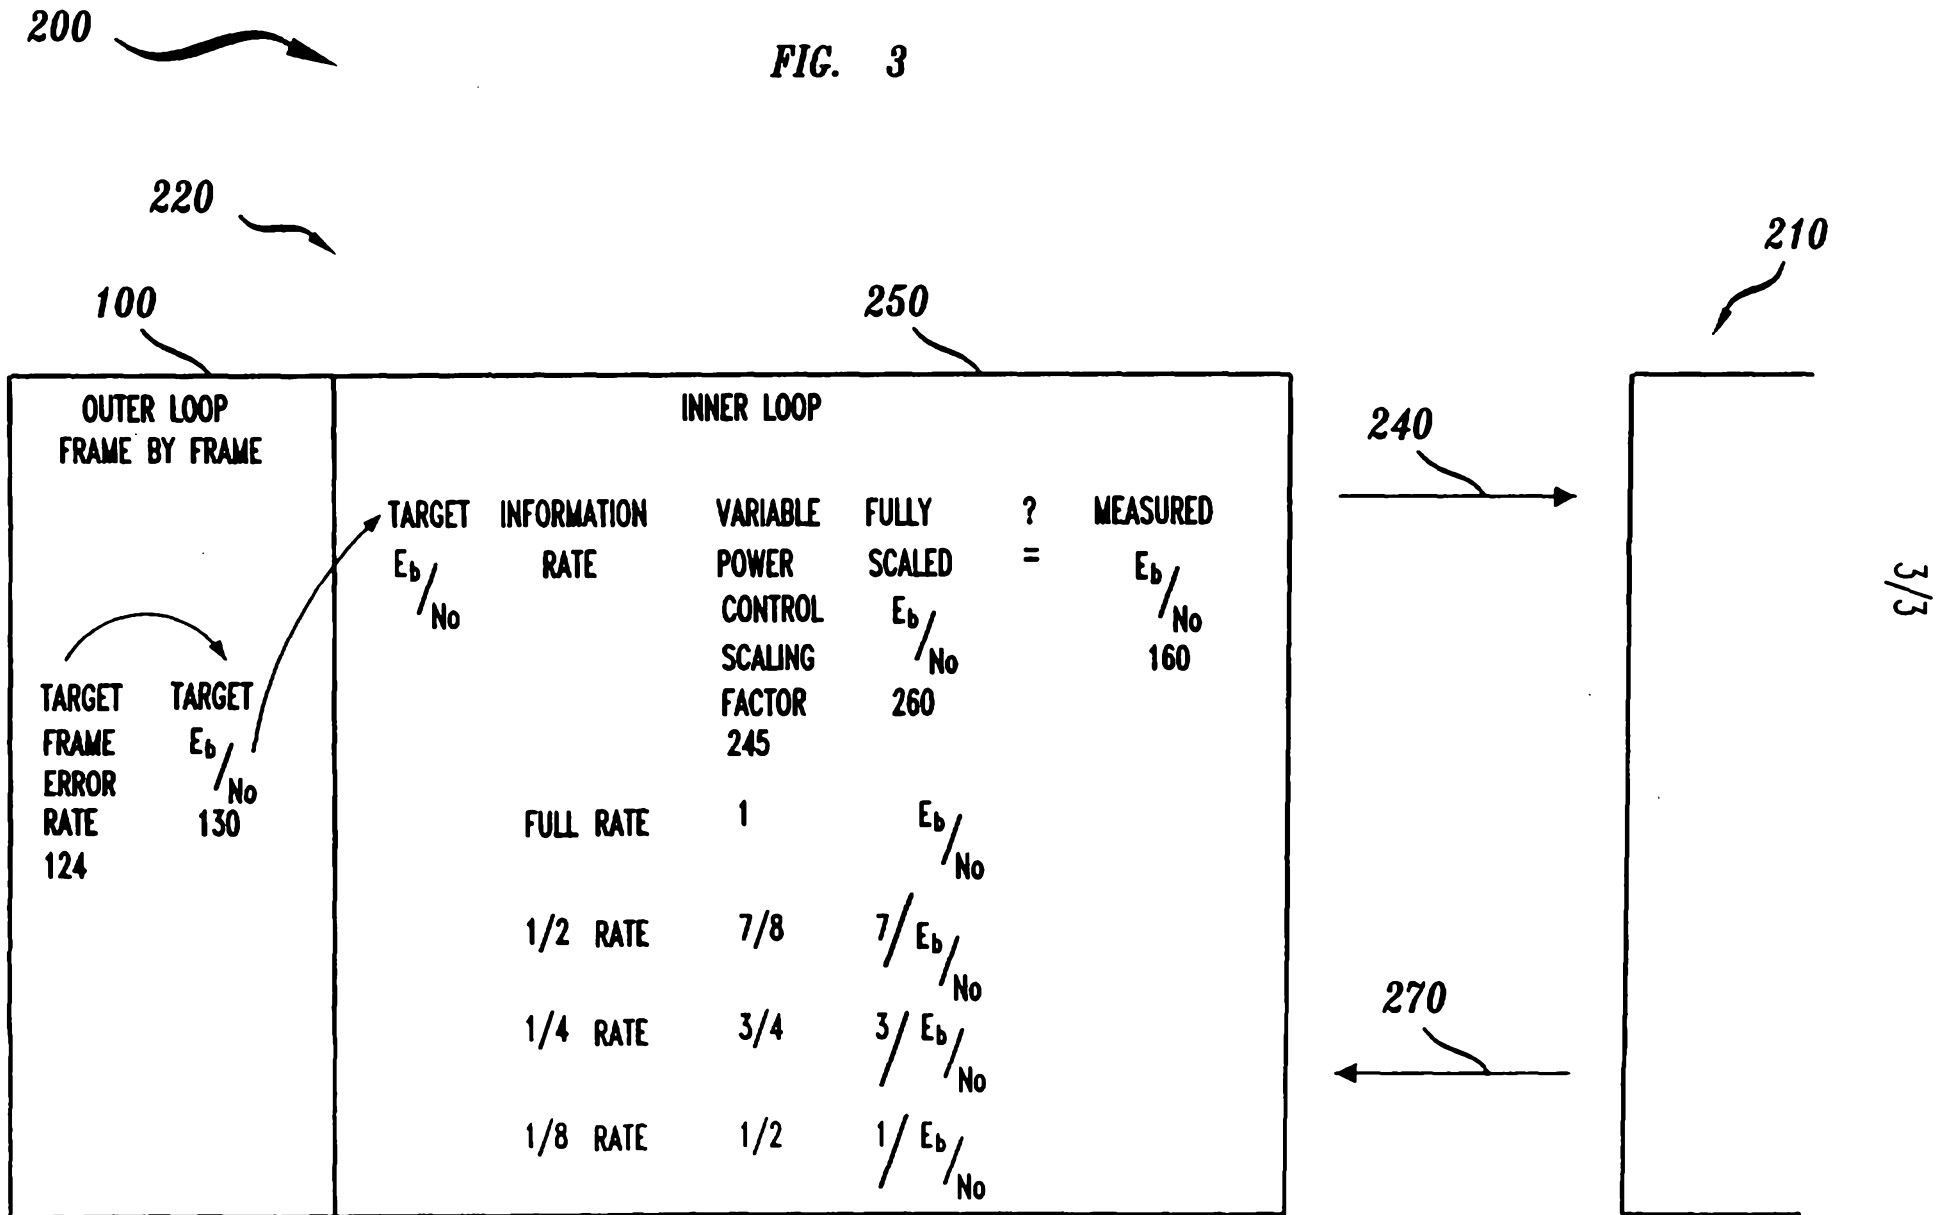 200
FIG. 3
220
210
100
250
OUTER LOOP
FRAME BY FRAME
TARGET
FRAME
ERROR
RATE
124
TARGET
Eb/No
130
INNER LOOP
240
TARGET
Eb/No
INFORMATION
RATE
VARIABLE
POWER
CONTROL
SCALING
FACTOR
245
FULLY
SCALED
Eb/No
260
?
=
MEASURED
Eb/No
160
FULL RATE 1 Eb/No
1/2 RATE 7/8 7/Eb/No
1/4 RATE 3/4 3/Eb/No
1/8 RATE 1/2 1/Eb/No
270
3/3